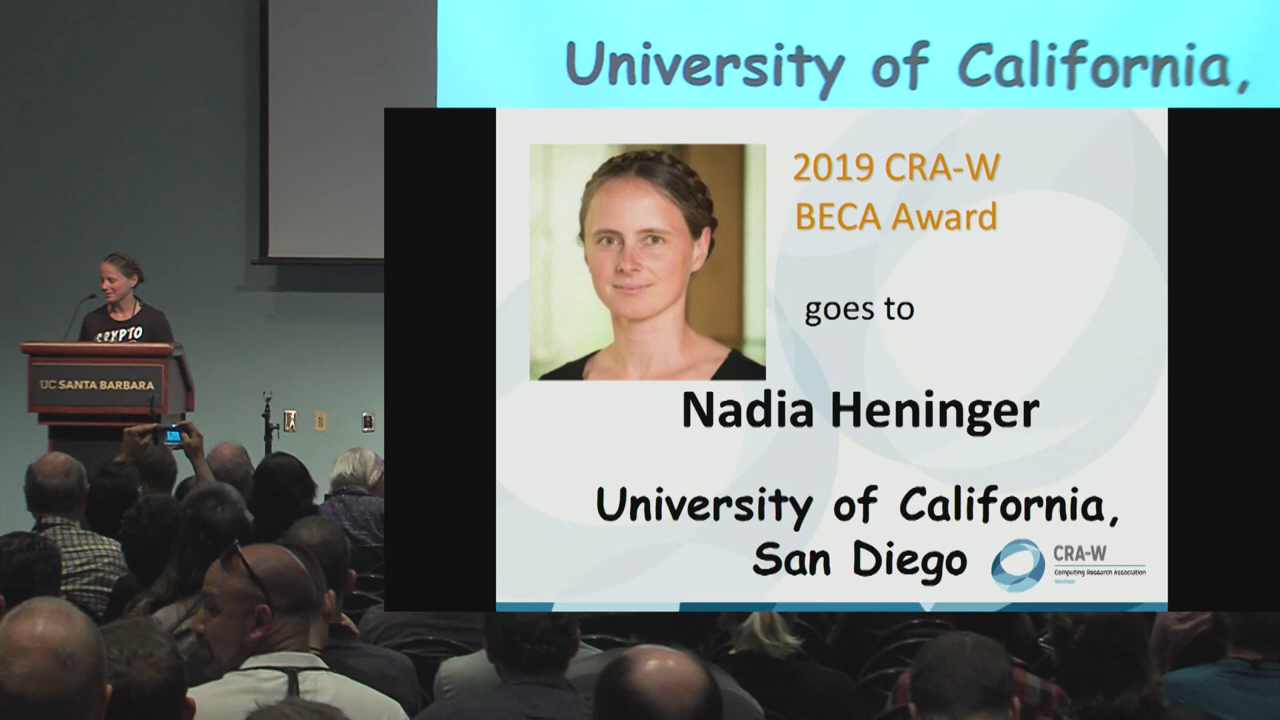 University of California,
2019 CRA-W
BECA Award
goes to
Nadia Heninger
University of California,
San Diego
CRA-W
Computing Research Association
Women
CRYPTO
UC SANTA BARBARA